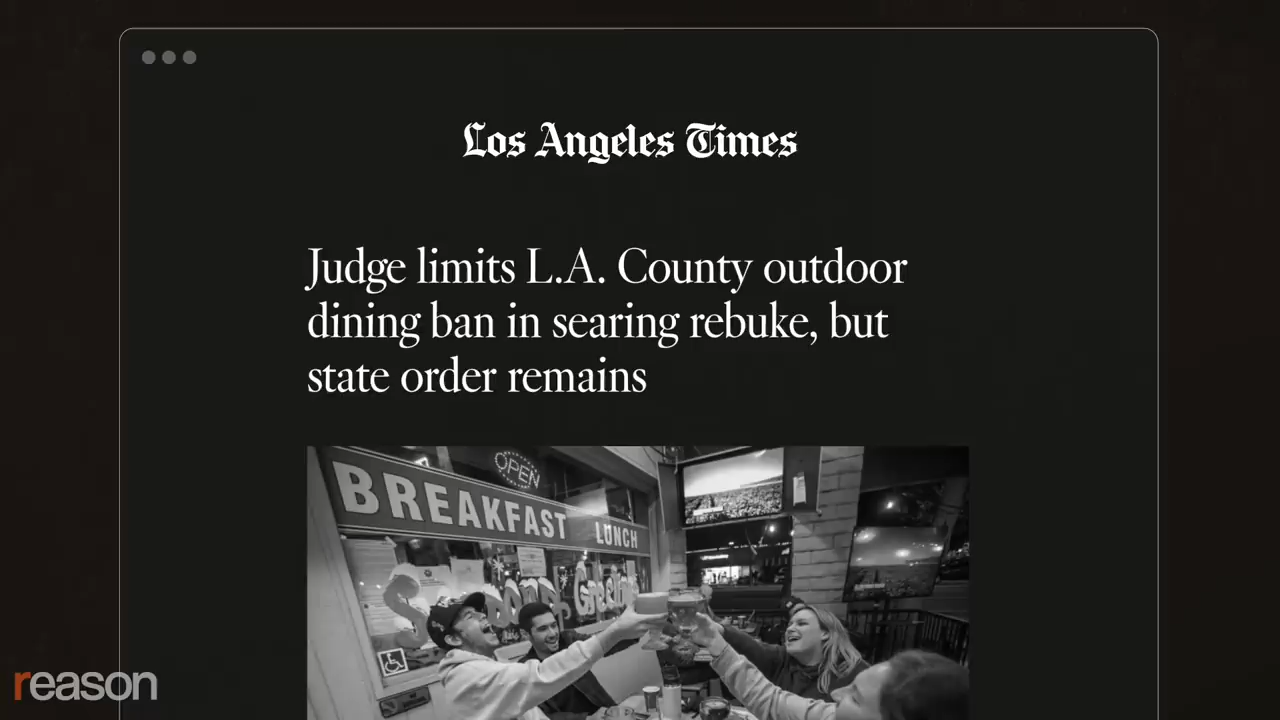 Los Angeles Times
Judge limits L.A. County outdoor
dining ban in searing rebuke, but
state order remains
OPEN
BREAKFAST LUNCH
reason